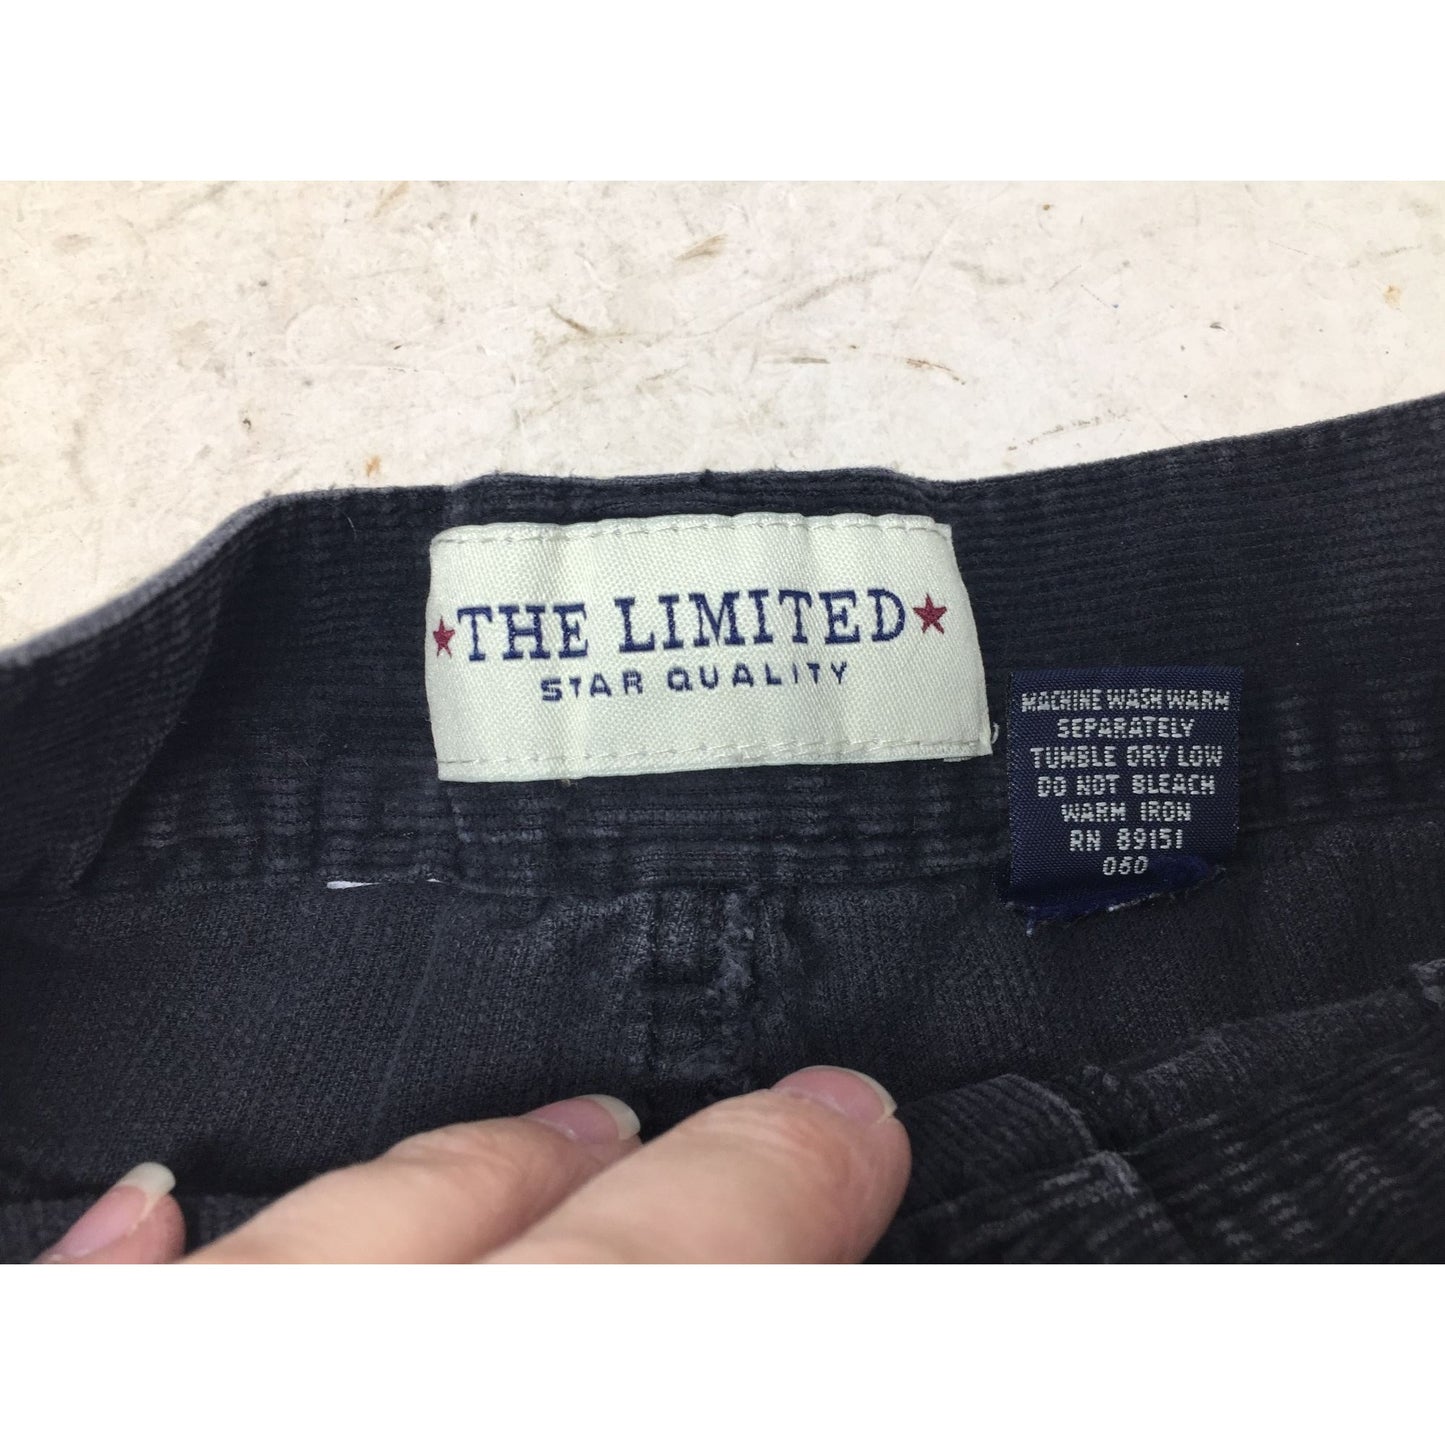 THE LIMITED
STAR QUALITY
MACHINE WASH WARM
SEPARATELY
TUMBLE DRY LOW
DO NOT BLEACH
WARM IRON
RN 89151
060